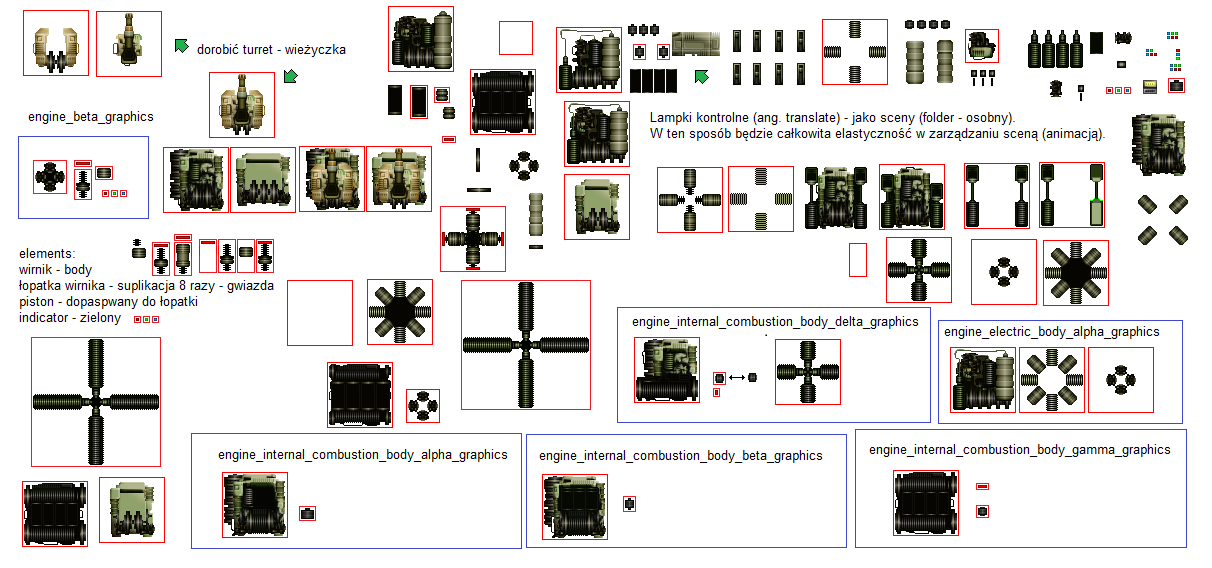 dorobić turret - wieżyczka
engine_beta_graphics
Lampki kontrolne (ang. translate) - jako sceny (folder - osobny).
W ten sposób będzie całkowita elastyczność w zarządzaniu sceną (animacją).
elements:
wirnik - body
łopatka wirnika - suplikacja 8 razy - gwiazda
piston - dopaspwany do łopatki
indicator - zielony
engine_internal_combustion_body_delta_graphics
engine_electric_body_alpha_graphics
engine_internal_combustion_body_alpha_graphics
engine_internal_combustion_body_beta_graphics
engine_internal_combustion_body_gamma_graphics